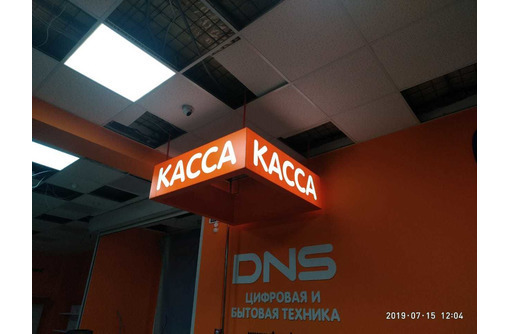 КАССА КАССА
DNS
ЦИФРОВАЯ И
БЫТОВАЯ ТЕХНИКА
2019-07-15 12:04